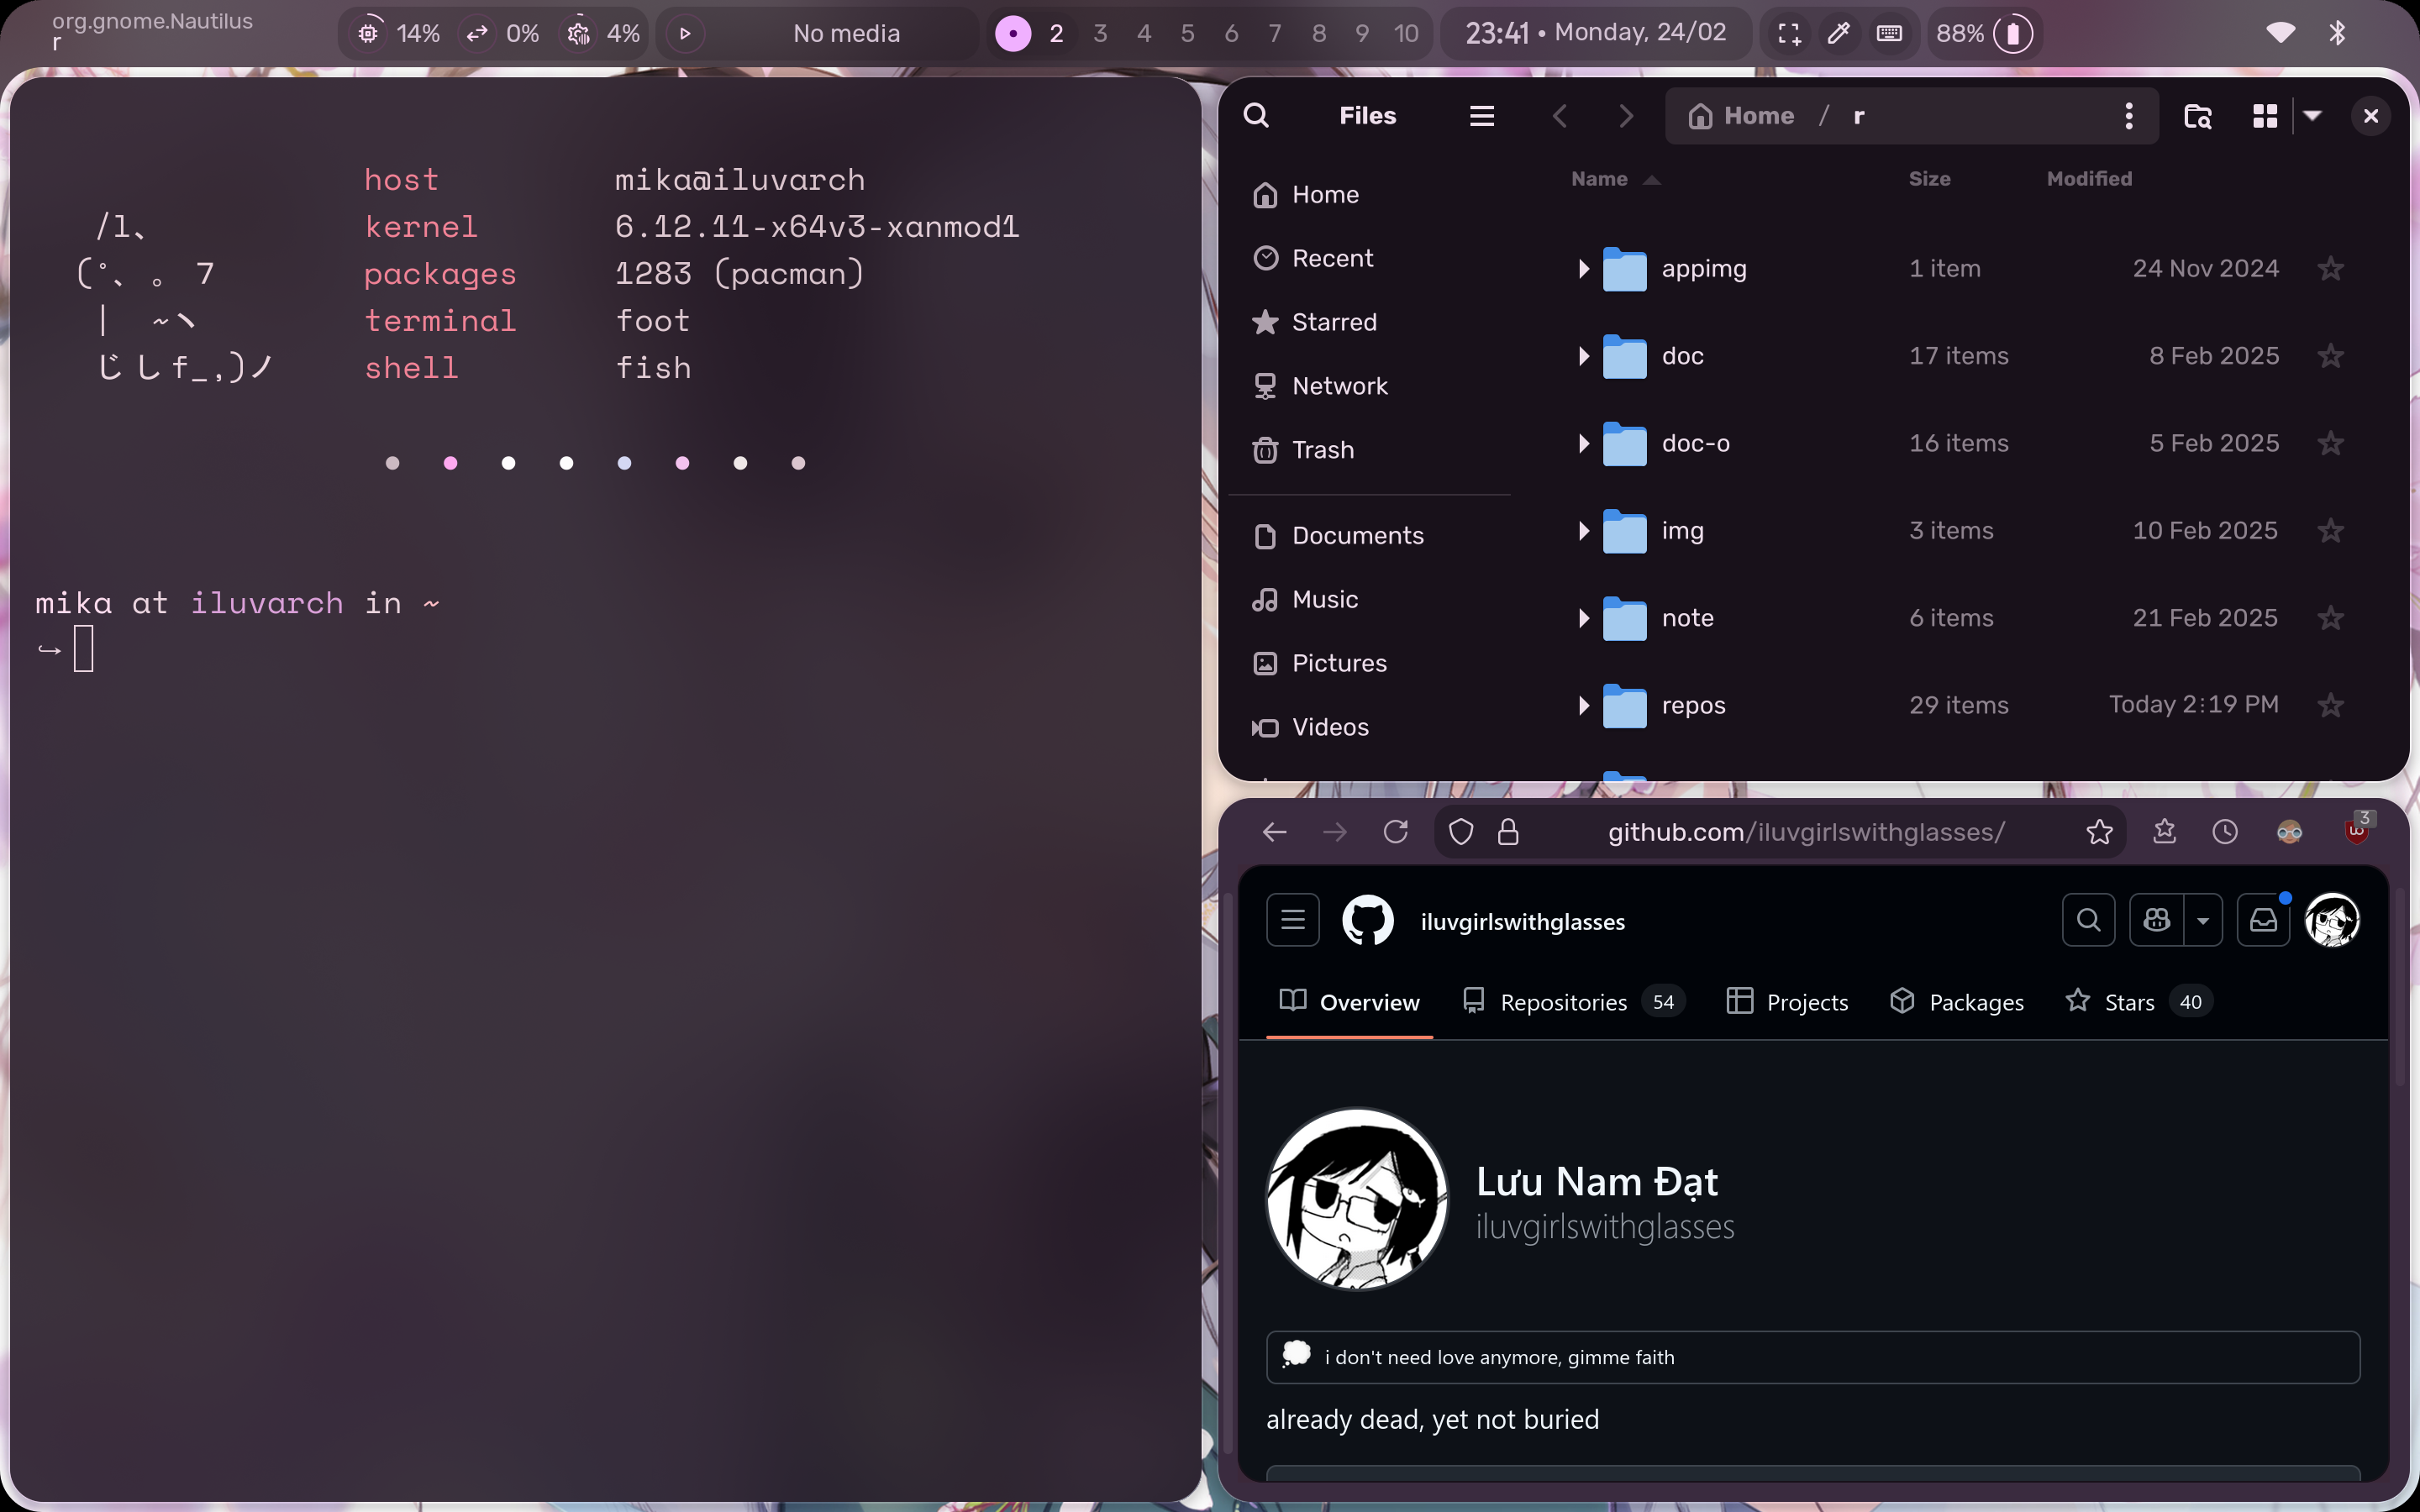 org.gnome.Nautilus
r
14% 0% 4%
No media
2 3 4 5 6 7 8 9 10
23:41 • Monday, 24/02
88%
host mika@iluvarch
/l、 kernel 6.12.11-x64v3-xanmod1
(゚、 。 7 packages 1283 (pacman)
| ~ヽ terminal foot
じしf_,)ノ shell fish
mika at iluvarch in ~
↪
Files
Home / r
Home
Recent
Starred
Network
Trash
Documents
Music
Pictures
Videos
Name Size Modified
appimg 1 item 24 Nov 2024
doc 17 items 8 Feb 2025
doc-o 16 items 5 Feb 2025
img 3 items 10 Feb 2025
note 6 items 21 Feb 2025
repos 29 items Today 2:19 PM
github.com/iluvgirlswithglasses/
3
iluvgirlswithglasses
Overview Repositories 54 Projects Packages Stars 40
Lưu Nam Đạt
iluvgirlswithglasses
i don't need love anymore, gimme faith
already dead, yet not buried